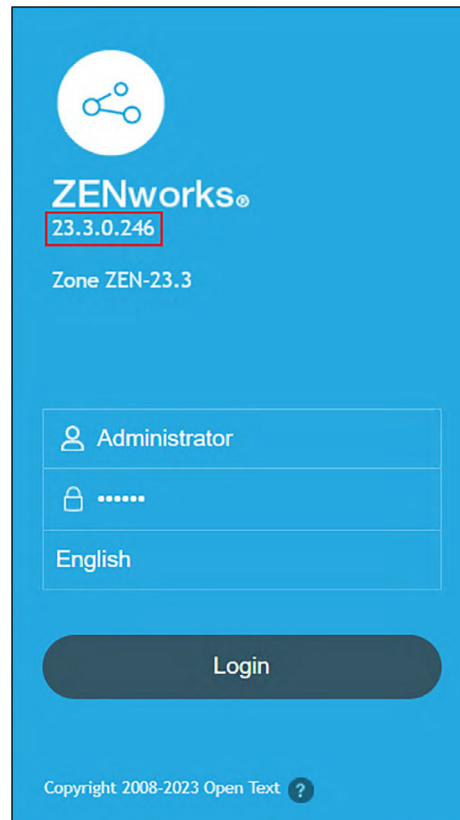 ZENworks®
23.3.0.246
Zone ZEN-23.3
Administrator
••••••
English
Login
Copyright 2008-2023 Open Text ?